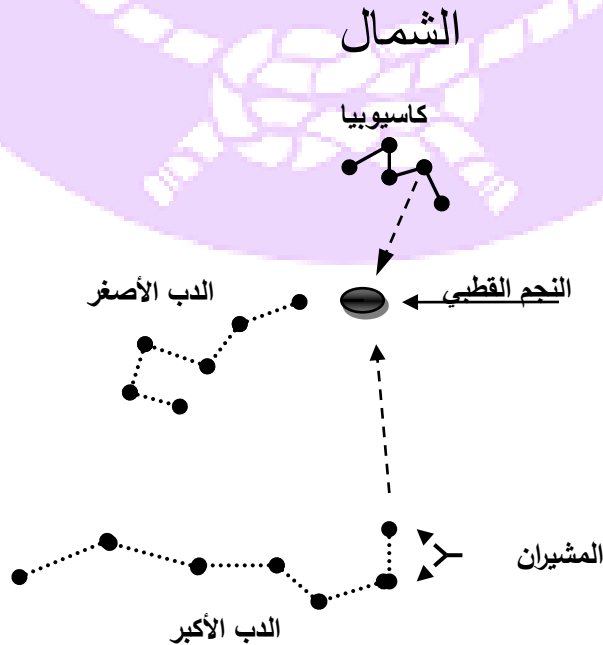 الشمال
كاسيوبيا
النجم القطبي
الدب الأصغر
المشيران
الدب الأكبر